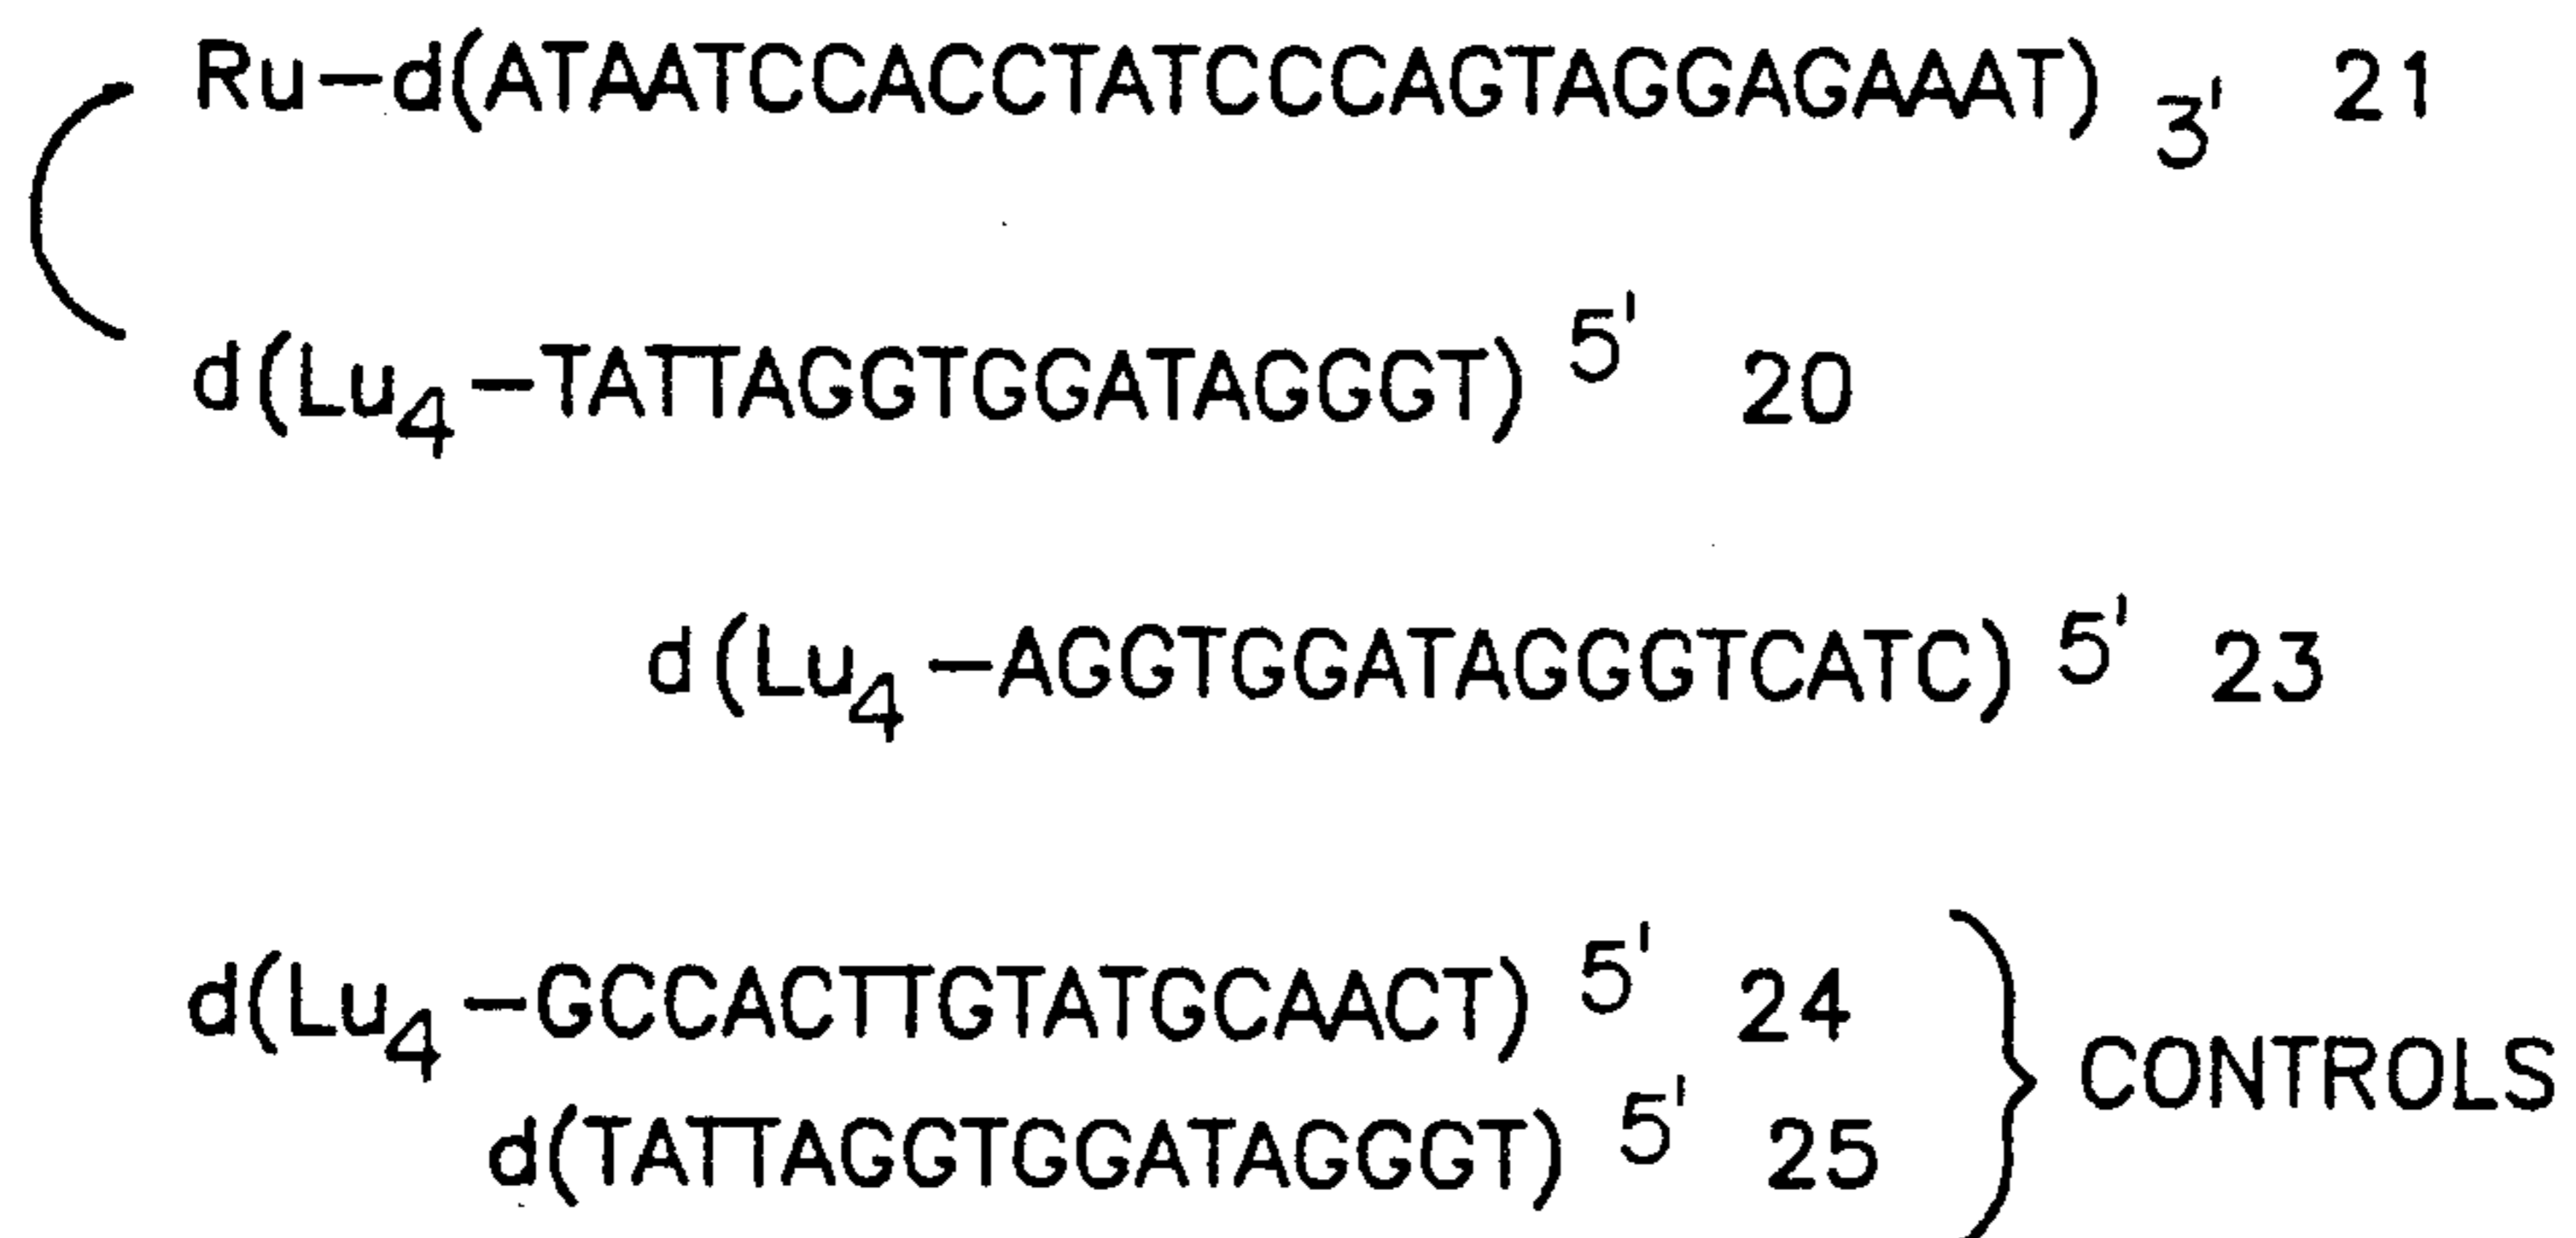 Ru-d(ATAATCCACCTATCCCAGTAGGAGAAAT) 3' 21
d(Lu4-TATTAGGTGGATAGGGT) 5' 20
d(Lu4-AGGTGGATAGGGTCATC) 5' 23
d(Lu4-GCCACTTGTATGCAACT) 5' 24
d(TATTAGGTGGATAGGGT) 5' 25
CONTROLS